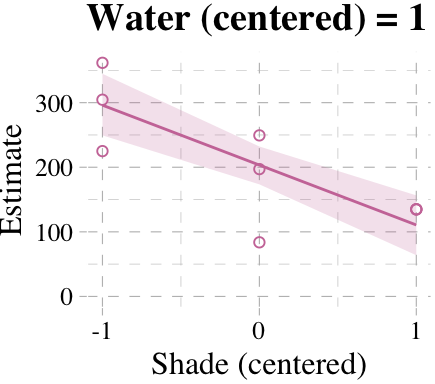 Water (centered) = 1
Estimate
300
200
100
0
-1 0 1
Shade (centered)